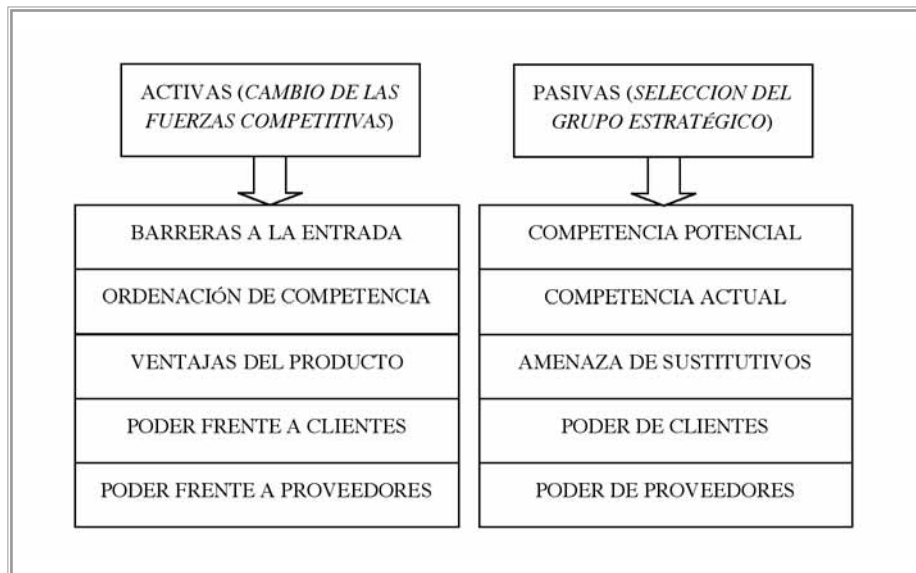 ACTIVAS (CAMBIO DE LAS
FUERZAS COMPETITIVAS)
PASIVAS (SELECCION DEL
GRUPO ESTRATÉGICO)
BARRERAS A LA ENTRADA
ORDENACIÓN DE COMPETENCIA
VENTAJAS DEL PRODUCTO
PODER FRENTE A CLIENTES
PODER FRENTE A PROVEEDORES
COMPETENCIA POTENCIAL
COMPETENCIA ACTUAL
AMENAZA DE SUSTITUTIVOS
PODER DE CLIENTES
PODER DE PROVEEDORES